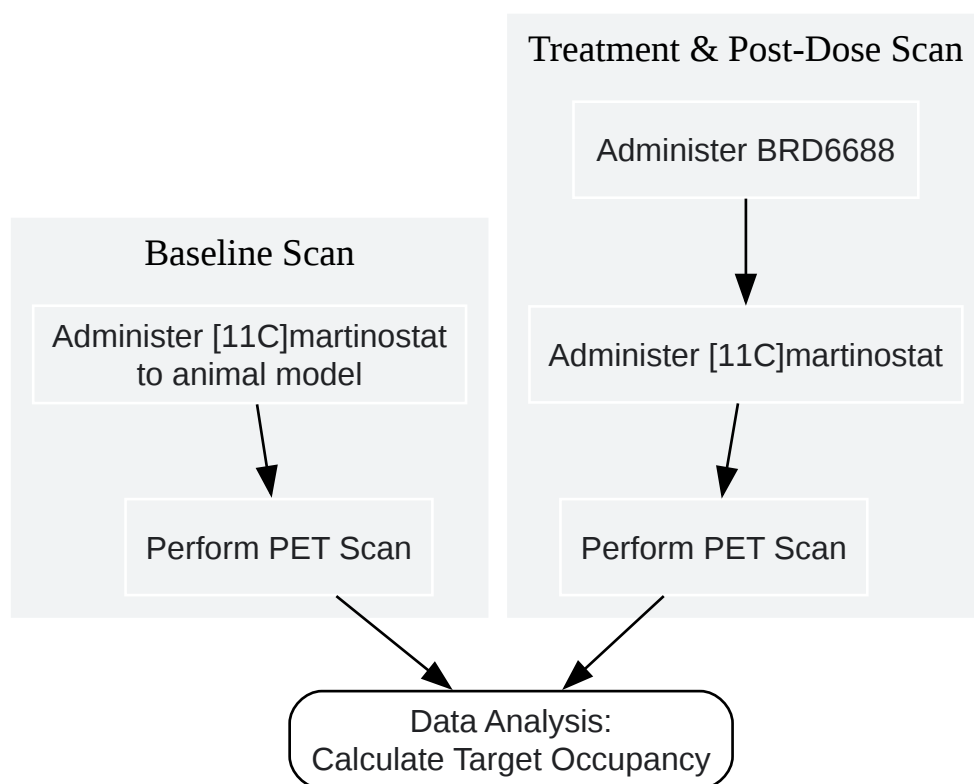 Baseline Scan
Administer [11C]martinostat
to animal model
Perform PET Scan
Treatment & Post-Dose Scan
Administer BRD6688
Administer [11C]martinostat
Perform PET Scan
Data Analysis:
Calculate Target Occupancy